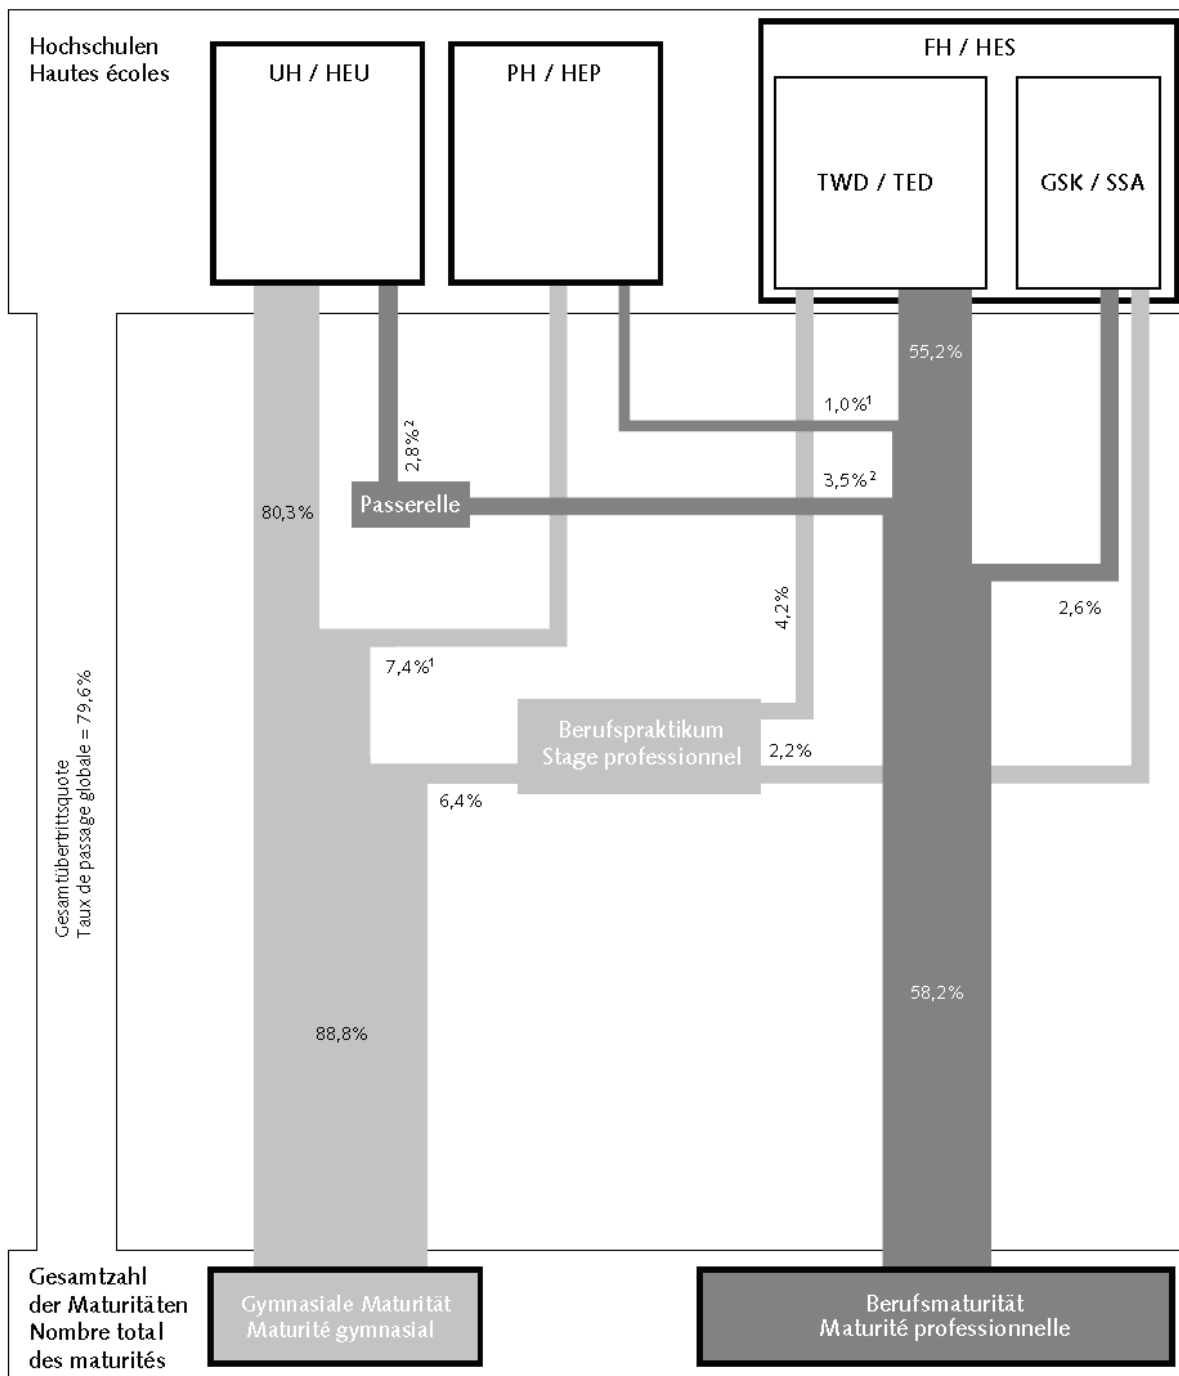 Hochschulen
Hautes écoles
UH / HEU
PH / HEP
FH / HES
TWD / TED
GSK / SSA
55,2%
1,0%¹
2,8%²
3,5%²
Passerelle
80,3%
4,2%
2,6%
7,4%¹
Berufspraktikum
Stage professionnel
2,2%
6,4%
Gesamtübertrittsquote
Taux de passage globale = 79,6%
88,8%
58,2%
Gesamtzahl
der Maturitäten
Nombre total
des maturités
Gymnasiale Maturität
Maturité gymnasial
Berufsmaturität
Maturité professionnelle